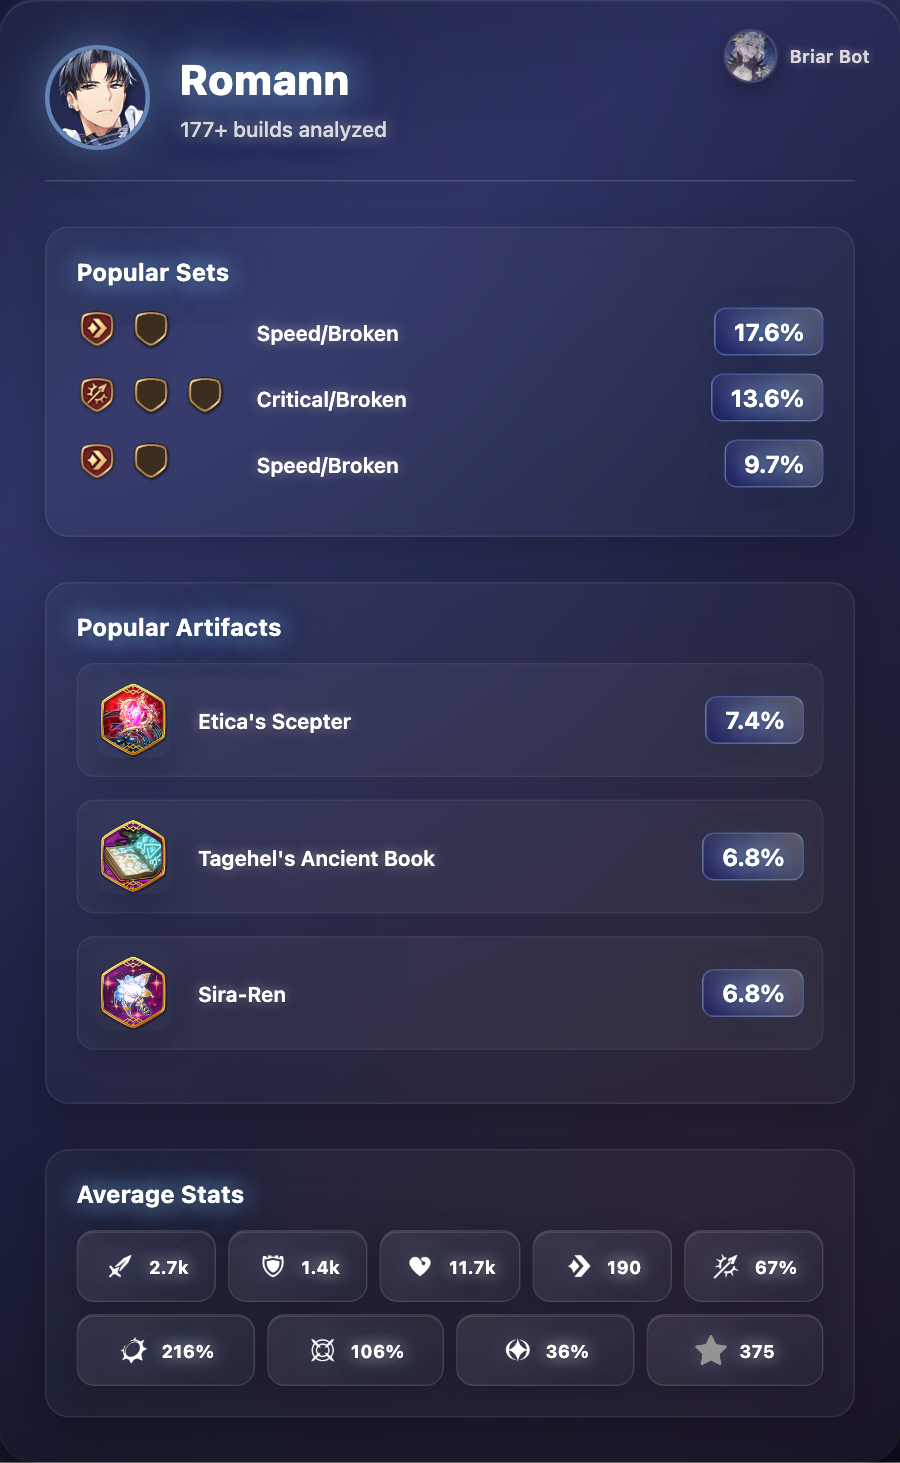 Romann
177+ builds analyzed
Briar Bot
Popular Sets
Speed/Broken 17.6%
Critical/Broken 13.6%
Speed/Broken 9.7%
Popular Artifacts
Etica's Scepter 7.4%
Tagehel's Ancient Book 6.8%
Sira-Ren 6.8%
Average Stats
2.7k 1.4k 11.7k 190 67%
216% 106% 36% 375